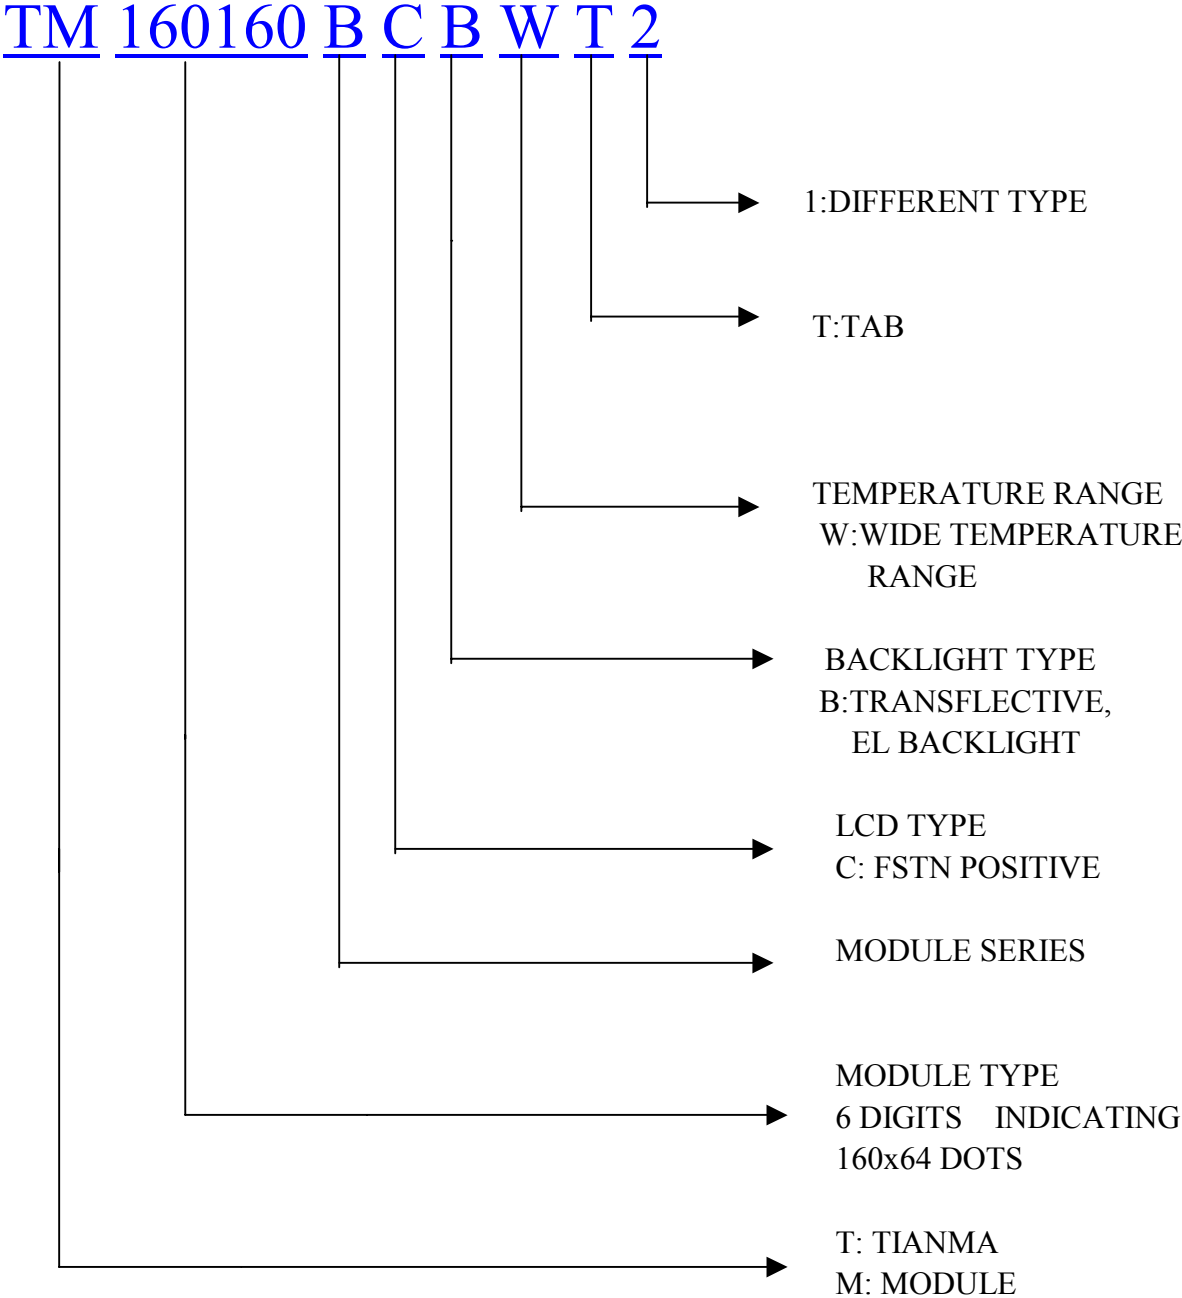 TM 160160 B C B W T 2
1:DIFFERENT TYPE
T:TAB
TEMPERATURE RANGE
W:WIDE TEMPERATURE
RANGE
BACKLIGHT TYPE
B:TRANSFLECTIVE,
EL BACKLIGHT
LCD TYPE
C: FSTN POSITIVE
MODULE SERIES
MODULE TYPE
6 DIGITS INDICATING
160x64 DOTS
T: TIANMA
M: MODULE